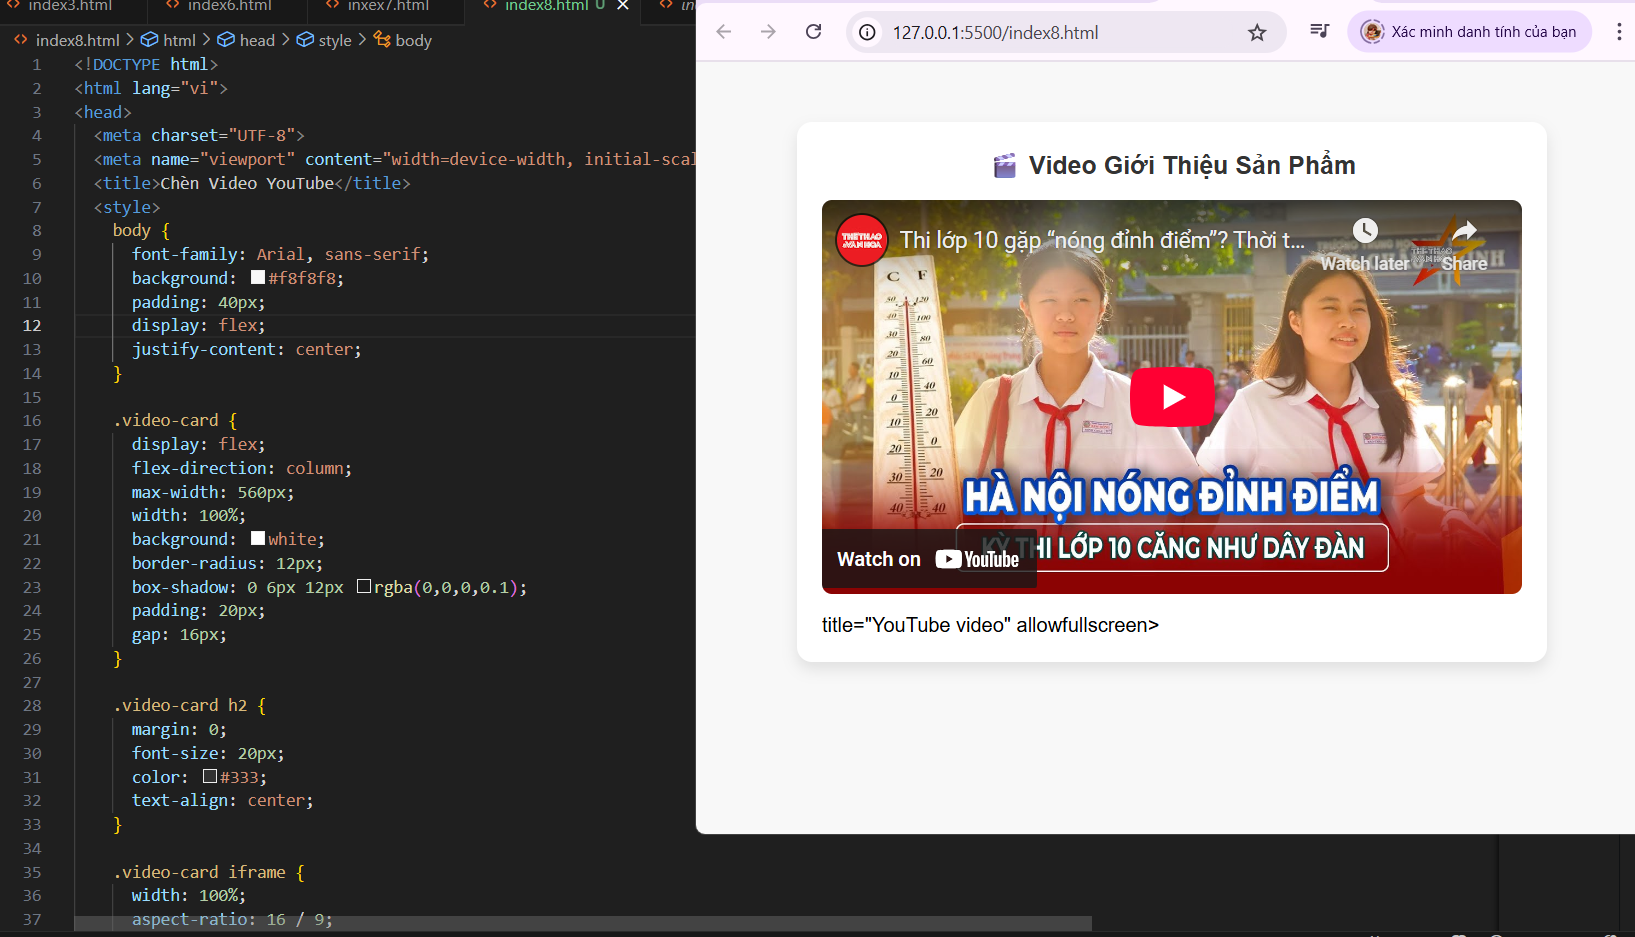 index3.html
index6.html
inxex7.html
index8.html U
index8.html > html > head > style > body
1 <!DOCTYPE html>
2 <html lang="vi">
3 <head>
4 <meta charset="UTF-8">
5 <meta name="viewport" content="width=device-width, initial-scal
6 <title>Chèn Video YouTube</title>
7 <style>
8 body {
9 font-family: Arial, sans-serif;
10 background: #f8f8f8;
11 padding: 40px;
12 display: flex;
13 justify-content: center;
14 }
15
16 .video-card {
17 display: flex;
18 flex-direction: column;
19 max-width: 560px;
20 width: 100%;
21 background: white;
22 border-radius: 12px;
23 box-shadow: 0 6px 12px rgba(0,0,0,0.1);
24 padding: 20px;
25 gap: 16px;
26 }
27
28 .video-card h2 {
29 margin: 0;
30 font-size: 20px;
31 color: #333;
32 text-align: center;
33 }
34
35 .video-card iframe {
36 width: 100%;
37 aspect-ratio: 16 / 9;
127.0.0.1:5500/index8.html
Xác minh danh tính của bạn
Video Giới Thiệu Sản Phẩm
THETHAO
&VANHOA
Thi lớp 10 gặp “nóng đỉnh điểm”? Thời t...
Watch later
Share
C F
HÀ NỘI NÓNG ĐỈNH ĐIỂM
KỲ THI LỚP 10 CĂNG NHƯ DÂY ĐÀN
Watch on YouTube
title="YouTube video" allowfullscreen>